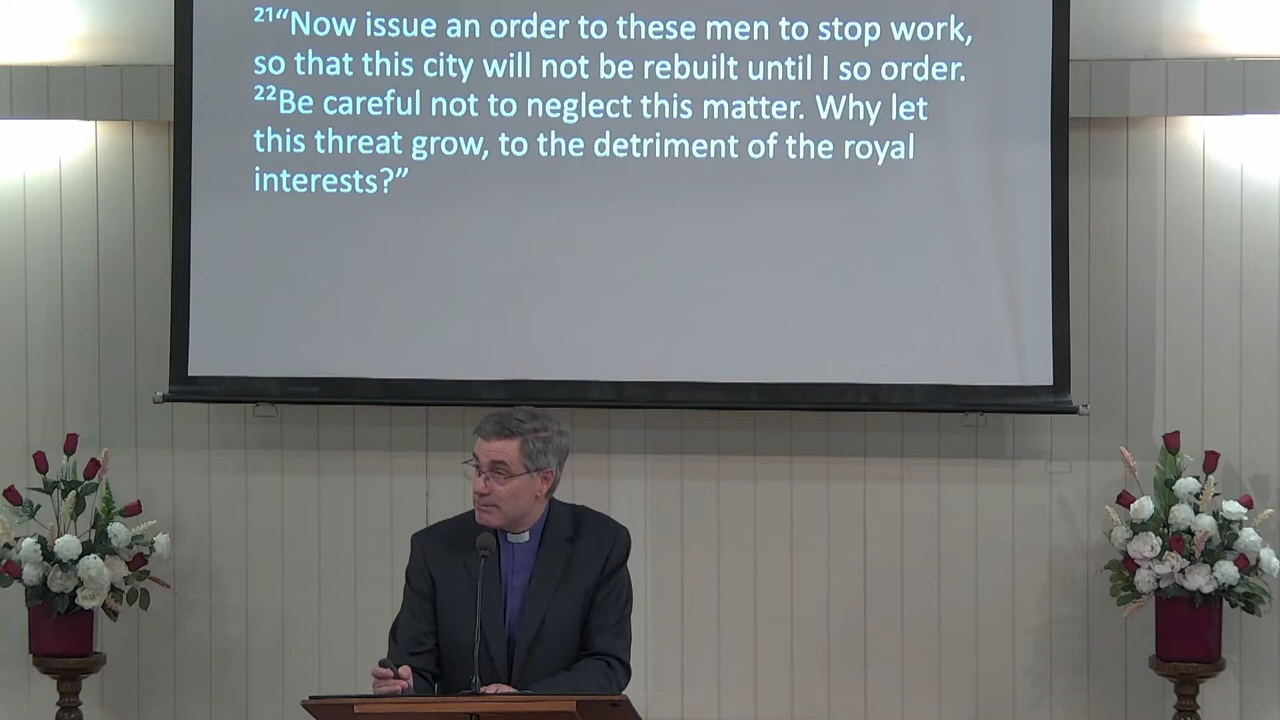 ²¹“Now issue an order to these men to stop work,
so that this city will not be rebuilt until I so order.
²²Be careful not to neglect this matter. Why let
this threat grow, to the detriment of the royal
interests?”